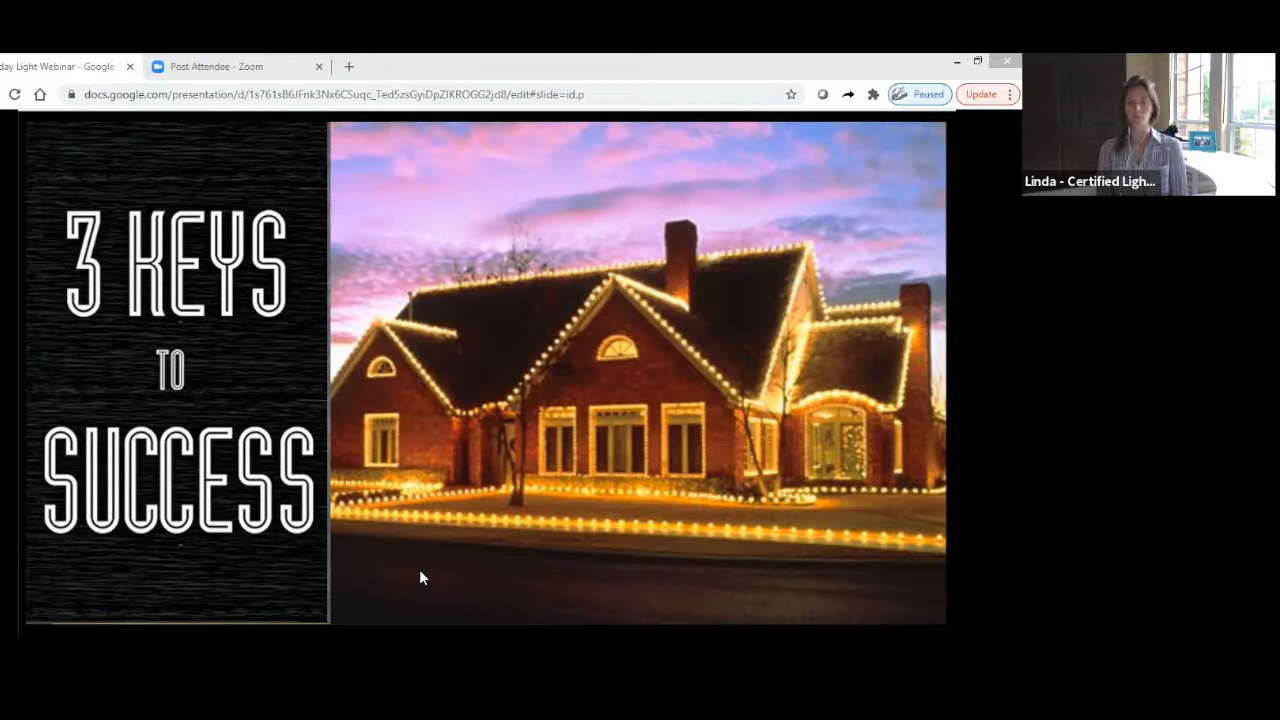 day Light Webinar - Google
Post Attendee - Zoom
docs.google.com/presentation/d/1s761sB6JFnk3Nx6CSuqc_Ted5zsGyiDpZIKROGG2jd8/edit#slide=id.p
Paused
Update
Linda - Certified Ligh...
3 KEYS
TO
SUCCESS